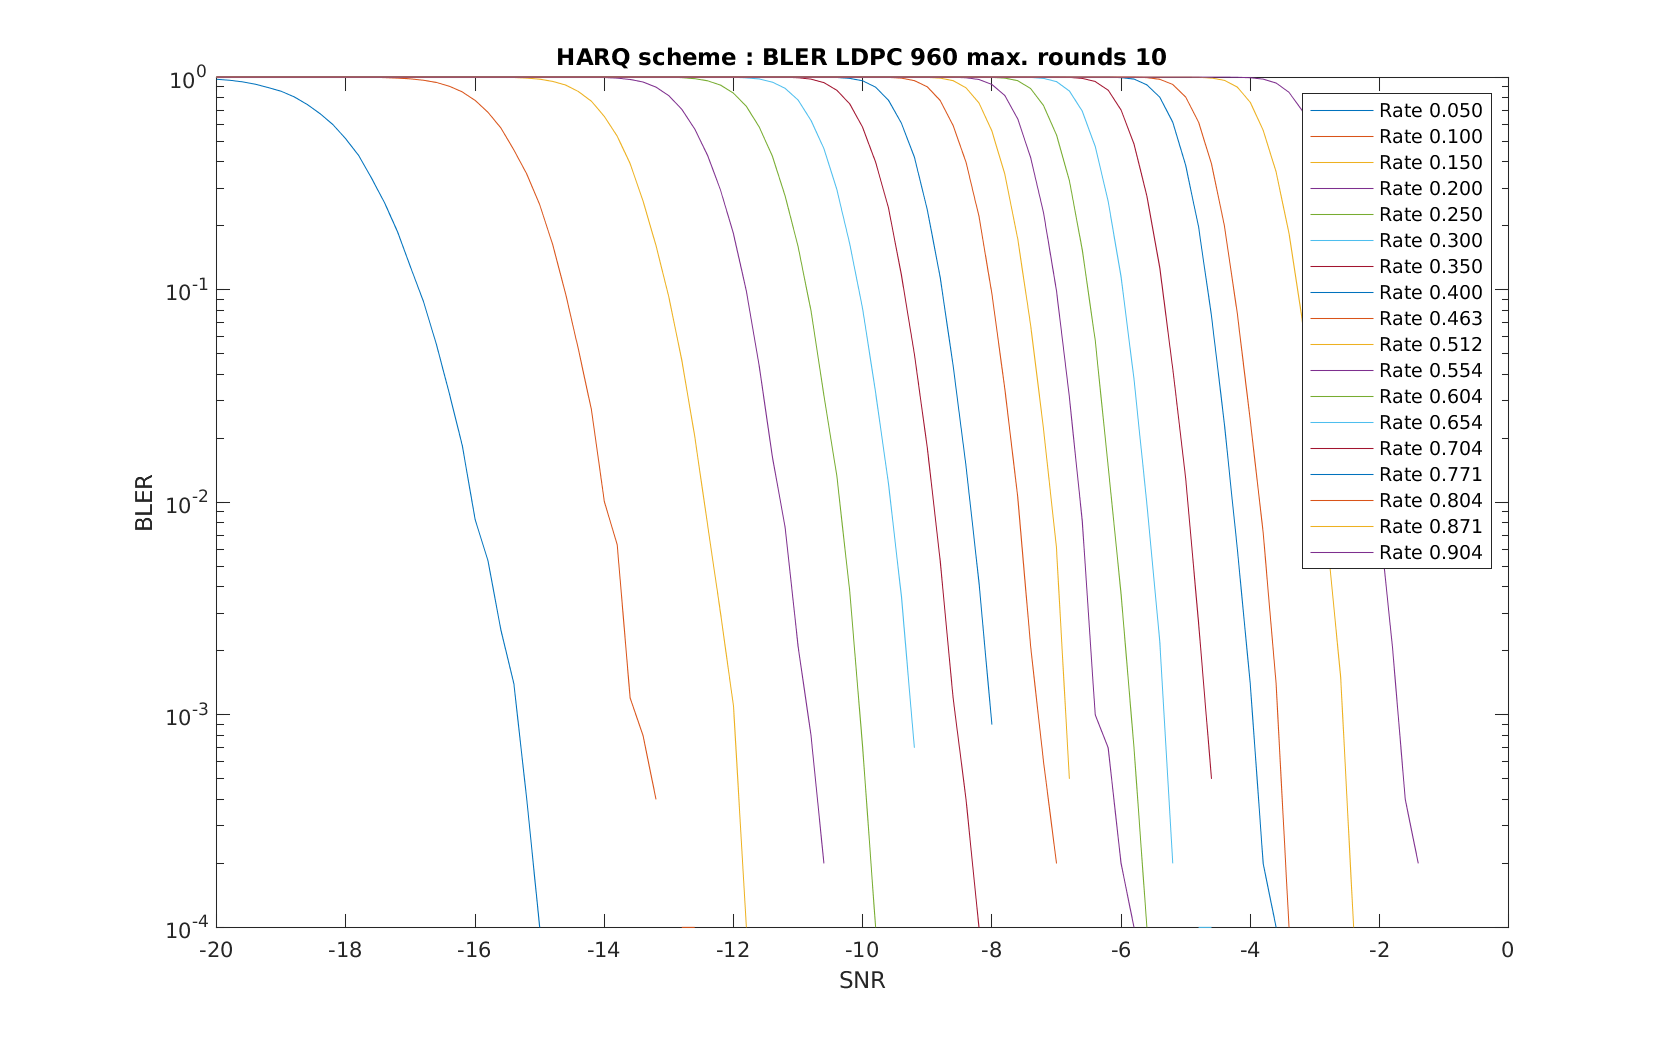 HARQ scheme : BLER LDPC 960 max. rounds 10
BLER
10^0
10^-1
10^-2
10^-3
10^-4
Rate 0.050
Rate 0.100
Rate 0.150
Rate 0.200
Rate 0.250
Rate 0.300
Rate 0.350
Rate 0.400
Rate 0.463
Rate 0.512
Rate 0.554
Rate 0.604
Rate 0.654
Rate 0.704
Rate 0.771
Rate 0.804
Rate 0.871
Rate 0.904
-20 -18 -16 -14 -12 -10 -8 -6 -4 -2 0
SNR